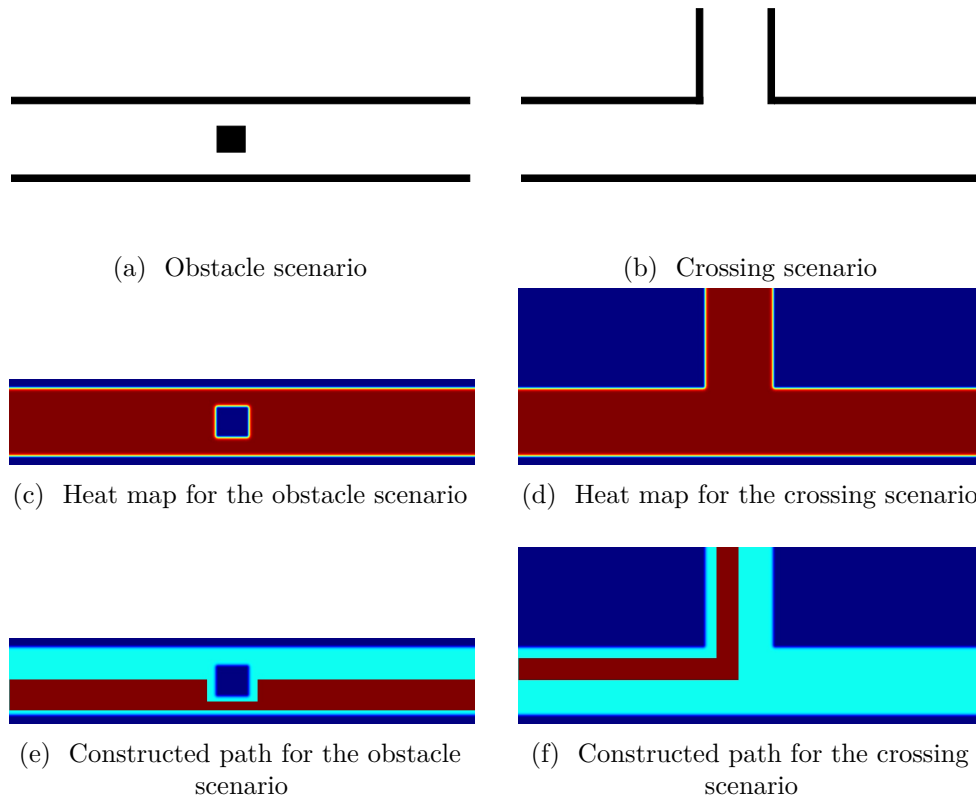 (a) Obstacle scenario
(b) Crossing scenario
(c) Heat map for the obstacle scenario
(d) Heat map for the crossing scenario
(e) Constructed path for the obstacle
scenario
(f) Constructed path for the crossing
scenario